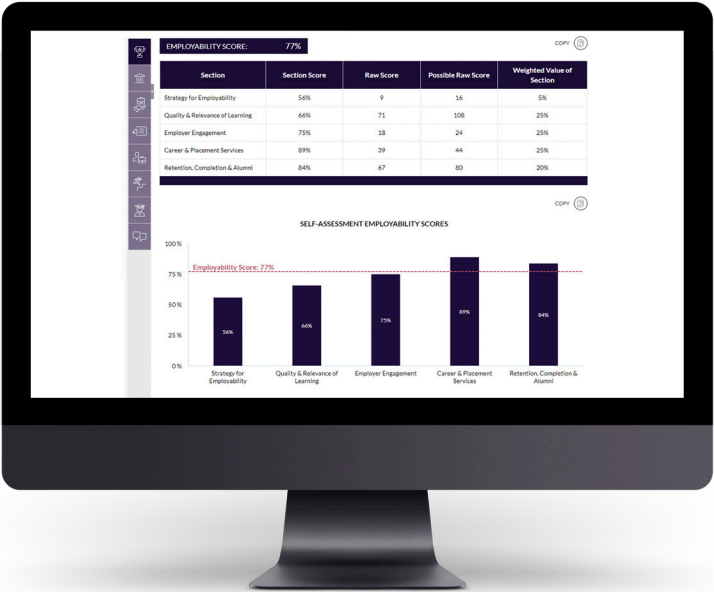 EMPLOYABILITY SCORE: 77%
COPY
Section Section Score Raw Score Possible Raw Score Weighted Value of Section
Strategy for Employability 56% 9 16 5%
Quality & Relevance of Learning 66% 71 108 25%
Employer Engagement 75% 18 24 25%
Career & Placement Services 89% 39 44 25%
Retention, Completion & Alumni 84% 67 80 20%
COPY
SELF-ASSESSMENT EMPLOYABILITY SCORES
100 %
Employability Score: 77%
75 %
50 %
25 %
0 %
56%
66%
75%
89%
84%
Strategy for Employability
Quality & Relevance of Learning
Employer Engagement
Career & Placement Services
Retention, Completion & Alumni